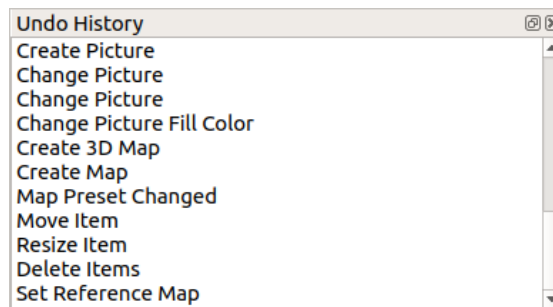 Undo History
Create Picture
Change Picture
Change Picture
Change Picture Fill Color
Create 3D Map
Create Map
Map Preset Changed
Move Item
Resize Item
Delete Items
Set Reference Map